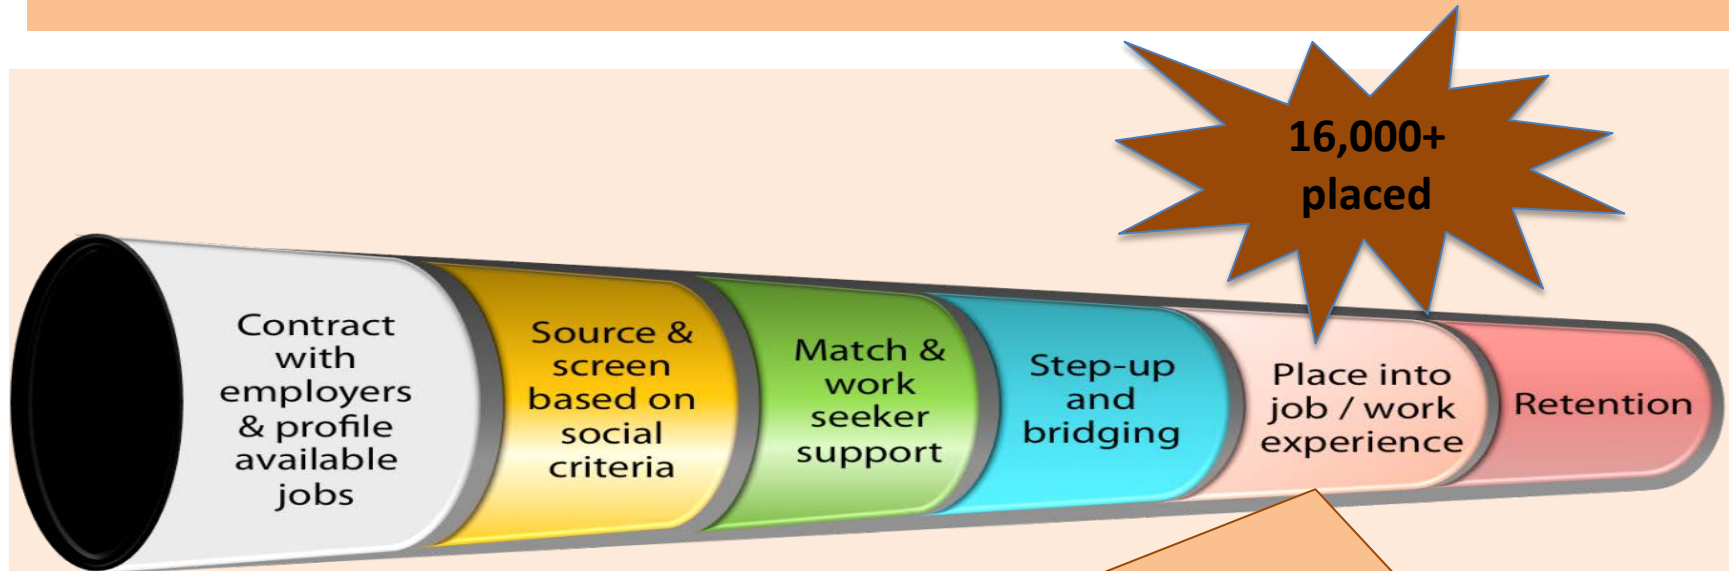 16,000+
placed
Contract
with
employers
& profile
available
jobs
Source &
screen
based on
social
criteria
Match &
work
seeker
support
Step-up
and
bridging
Place into
job / work
experience
Retention